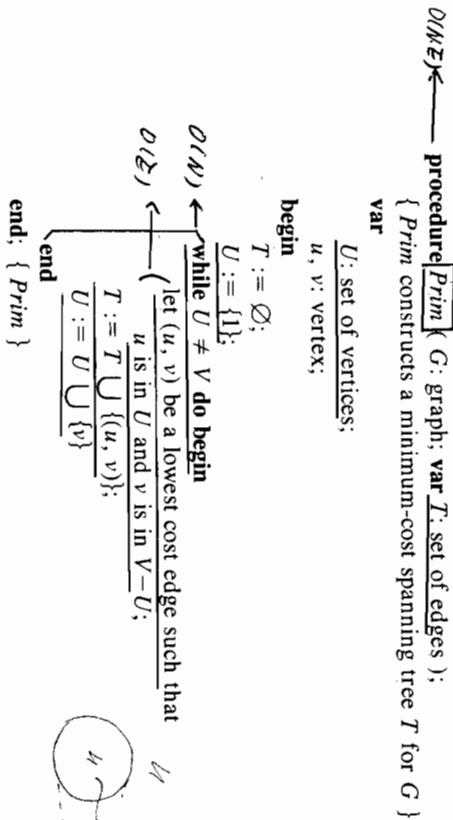 O(NE) ← procedure Prim ( G: graph; var T: set of edges );
{ Prim constructs a minimum-cost spanning tree T for G }
var
U: set of vertices;
u, v: vertex;
begin
T := ∅;
U := {1};
O(N) ← while U ≠ V do begin
O(E) ← let (u, v) be a lowest cost edge such that
u is in U and v is in V−U;
T := T ∪ {(u, v)};
U := U ∪ {v}
end
end; { Prim }
u